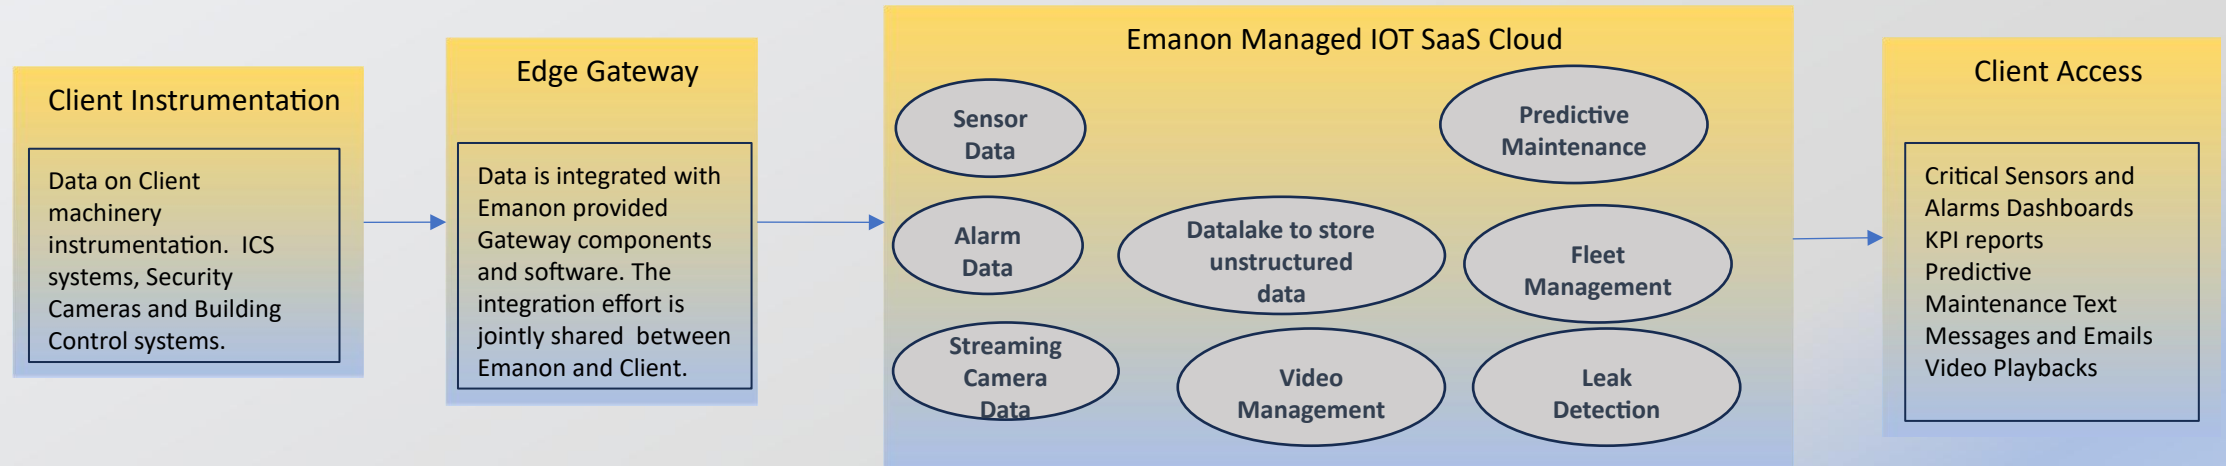 Client Instrumentation
Data on Client
machinery
instrumentation.  ICS
systems, Security
Cameras and Building
Control systems.
Edge Gateway
Data is integrated with
Emanon provided
Gateway components
and software. The
integration effort is
jointly shared  between
Emanon and Client.
Emanon Managed IOT SaaS Cloud
Sensor
Data
Alarm
Data
Streaming
Camera
Data
Datalake to store
unstructured
data
Video
Management
Predictive
Maintenance
Fleet
Management
Leak
Detection
Client Access
Critical Sensors and
Alarms Dashboards
KPI reports
Predictive
Maintenance Text
Messages and Emails
Video Playbacks